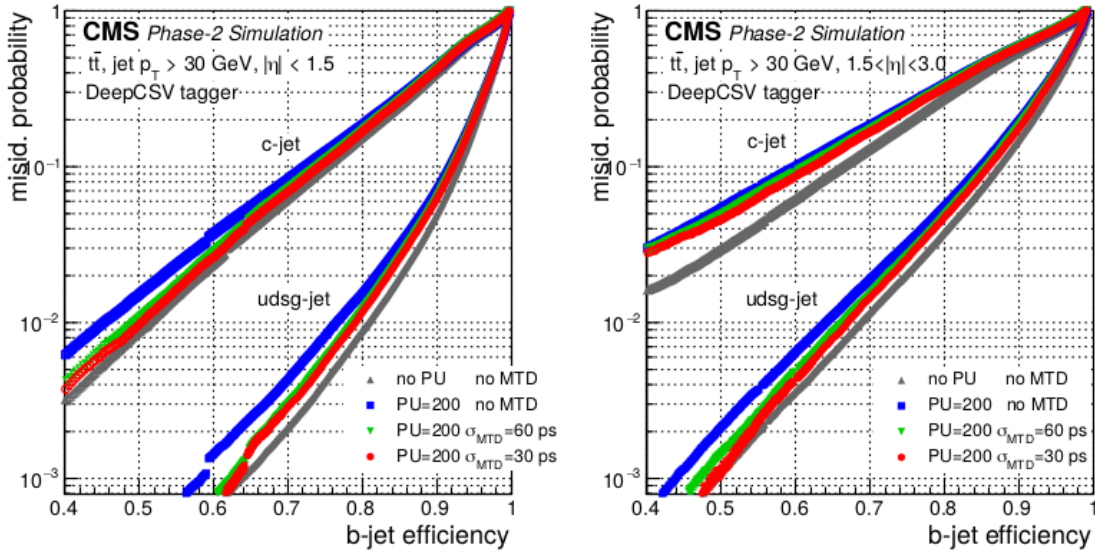 CMS Phase-2 Simulation
tt̄, jet p_T > 30 GeV, |η| < 1.5
DeepCSV tagger
c-jet
udsg-jet
no PU no MTD
PU=200 no MTD
PU=200 σ_MTD=60 ps
PU=200 σ_MTD=30 ps
misid. probability
1
10⁻¹
10⁻²
10⁻³
0.4 0.5 0.6 0.7 0.8 0.9 1
b-jet efficiency
CMS Phase-2 Simulation
tt̄, jet p_T > 30 GeV, 1.5<|η|<3.0
DeepCSV tagger
c-jet
udsg-jet
no PU no MTD
PU=200 no MTD
PU=200 σ_MTD=60 ps
PU=200 σ_MTD=30 ps
misid. probability
1
10⁻¹
10⁻²
10⁻³
0.4 0.5 0.6 0.7 0.8 0.9 1
b-jet efficiency